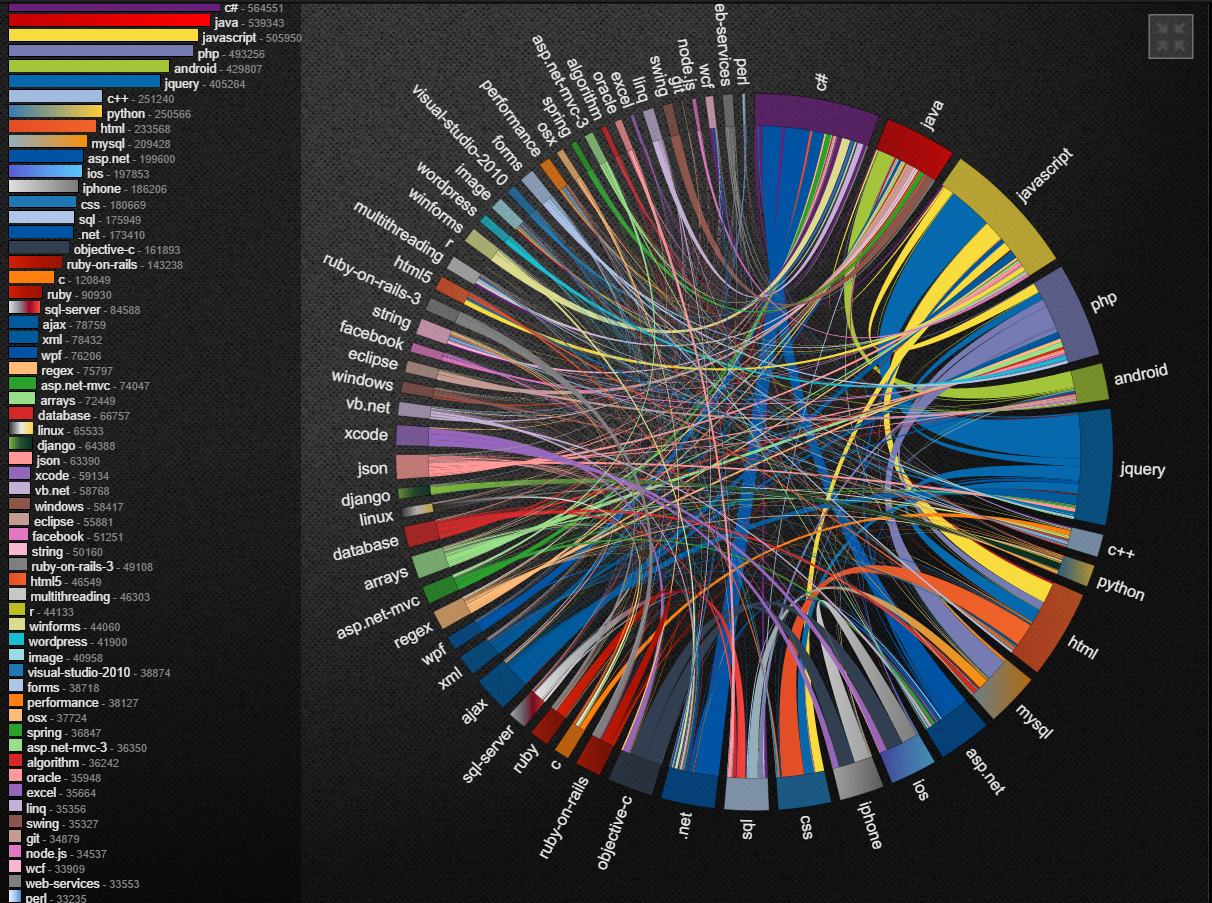 c# - 564551
java - 539343
javascript - 505950
php - 493256
android - 429807
jquery - 405264
c++ - 251240
python - 250566
html - 233568
mysql - 209428
asp.net - 199600
ios - 197853
iphone - 186206
css - 180669
sql - 175949
.net - 173410
objective-c - 161893
ruby-on-rails - 143238
c - 120849
ruby - 90930
sql-server - 84588
ajax - 78759
xml - 78432
wpf - 76206
regex - 75797
asp.net-mvc - 74047
arrays - 72449
database - 66757
linux - 65533
django - 64388
json - 63390
xcode - 59134
vb.net - 58768
windows - 58417
eclipse - 55881
facebook - 51251
string - 50160
ruby-on-rails-3 - 49108
html5 - 46549
multithreading - 46303
r - 44133
winforms - 44060
wordpress - 41900
image - 40958
visual-studio-2010 - 38874
forms - 38718
performance - 38127
osx - 37724
spring - 36847
asp.net-mvc-3 - 36350
algorithm - 36242
oracle - 35948
excel - 35664
linq - 35356
swing - 35327
git - 34879
node.js - 34537
wcf - 33909
web-services - 33553
perl - 33235
c#
java
javascript
php
android
jquery
c++
python
html
mysql
asp.net
ios
iphone
css
sql
.net
objective-c
ruby-on-rails
c
ruby
sql-server
ajax
xml
wpf
regex
asp.net-mvc
arrays
database
linux
django
json
xcode
vb.net
windows
eclipse
facebook
string
ruby-on-rails-3
html5
multithreading
r
winforms
wordpress
image
visual-studio-2010
forms
performance
osx
spring
asp.net-mvc-3
algorithm
oracle
excel
linq
swing
git
node.js
wcf
eb-services
perl